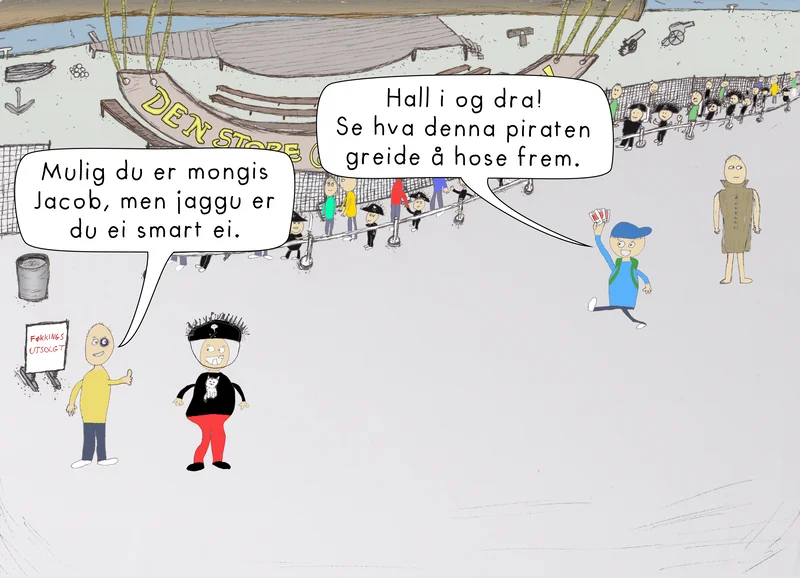 DEN STORE
Hall i og dra!
Se hva denna piraten
greide å hose frem.
Mulig du er mongis
Jacob, men jaggu er
du ei smart ei.
FØKKINGS
UTSOLGT